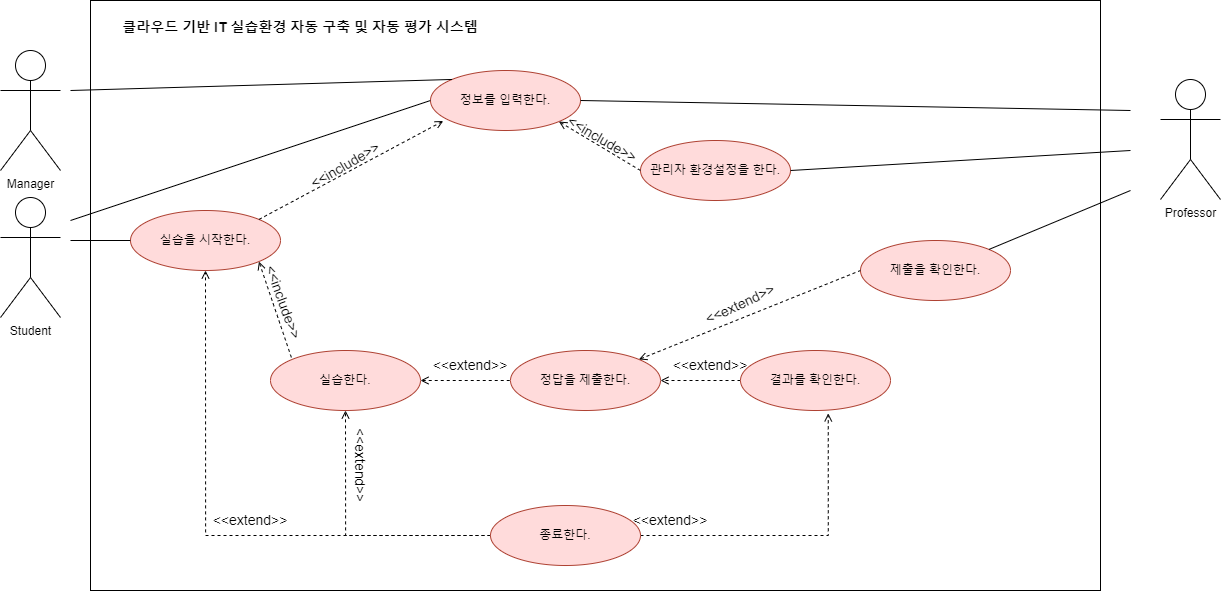 클라우드 기반 IT 실습환경 자동 구축 및 자동 평가 시스템
정보를 입력한다.
<<include>>
<<include>>
관리자 환경설정을 한다.
Manager
Professor
실습을 시작한다.
제출을 확인한다.
<<include>>
<<extend>>
Student
<<extend>>
<<extend>>
실습한다.
정답을 제출한다.
결과를 확인한다.
<<extend>>
<<extend>>
<<extend>>
종료한다.